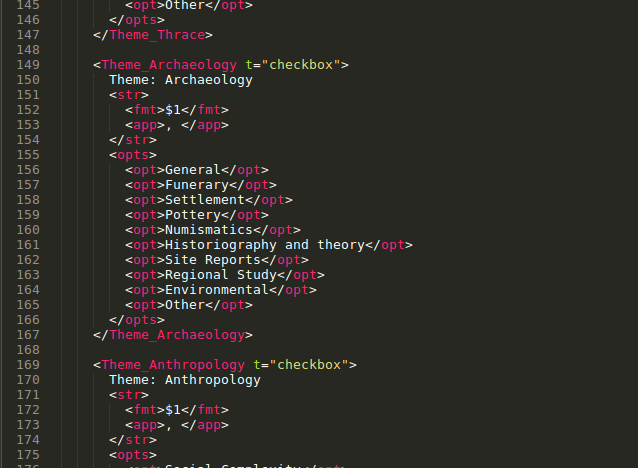 145 <opt>Other</opt>
146 </opts>
147 </Theme_Thrace>
148
149 <Theme_Archaeology t="checkbox">
150 Theme: Archaeology
151 <str>
152 <fmt>$1</fmt>
153 <app>, </app>
154 </str>
155 <opts>
156 <opt>General</opt>
157 <opt>Funerary</opt>
158 <opt>Settlement</opt>
159 <opt>Pottery</opt>
160 <opt>Numismatics</opt>
161 <opt>Historiography and theory</opt>
162 <opt>Site Reports</opt>
163 <opt>Regional Study</opt>
164 <opt>Environmental</opt>
165 <opt>Other</opt>
166 </opts>
167 </Theme_Archaeology>
168
169 <Theme_Anthropology t="checkbox">
170 Theme: Anthropology
171 <str>
172 <fmt>$1</fmt>
173 <app>, </app>
174 </str>
175 <opts>
176 <opt>Social Complexity</opt>